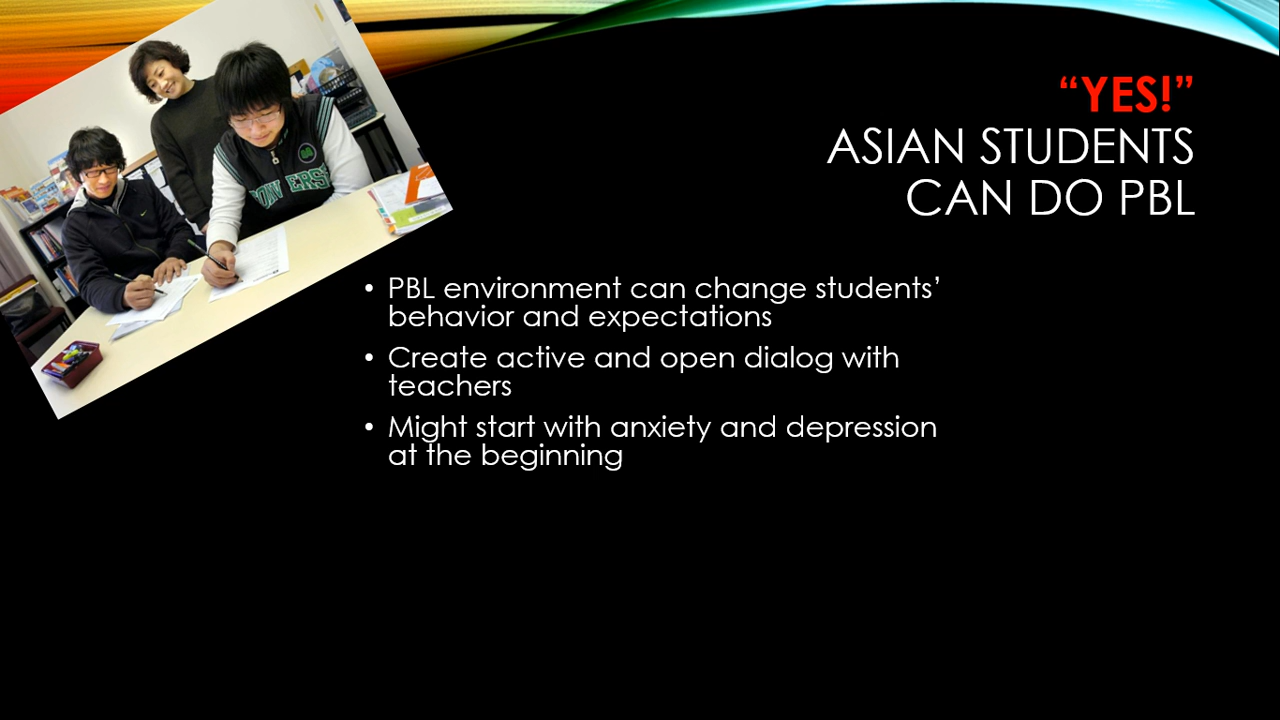 “YES!”
ASIAN STUDENTS
CAN DO PBL
• PBL environment can change students’
behavior and expectations
• Create active and open dialog with
teachers
• Might start with anxiety and depression
at the beginning